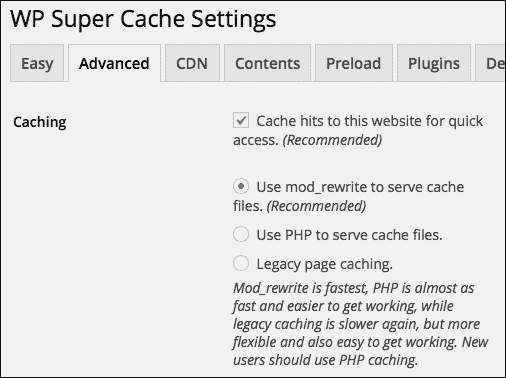 WP Super Cache Settings
Easy Advanced CDN Contents Preload Plugins De
Caching
Cache hits to this website for quick
access. (Recommended)
Use mod_rewrite to serve cache
files. (Recommended)
Use PHP to serve cache files.
Legacy page caching.
Mod_rewrite is fastest, PHP is almost as
fast and easier to get working, while
legacy caching is slower again, but more
flexible and also easy to get working. New
users should use PHP caching.